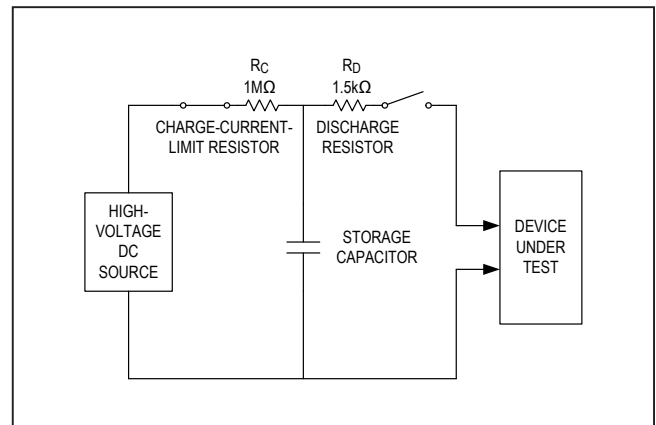 RC
1MΩ
RD
1.5kΩ
CHARGE-CURRENT-
LIMIT RESISTOR
DISCHARGE
RESISTOR
HIGH-
VOLTAGE
DC
SOURCE
STORAGE
CAPACITOR
DEVICE
UNDER
TEST